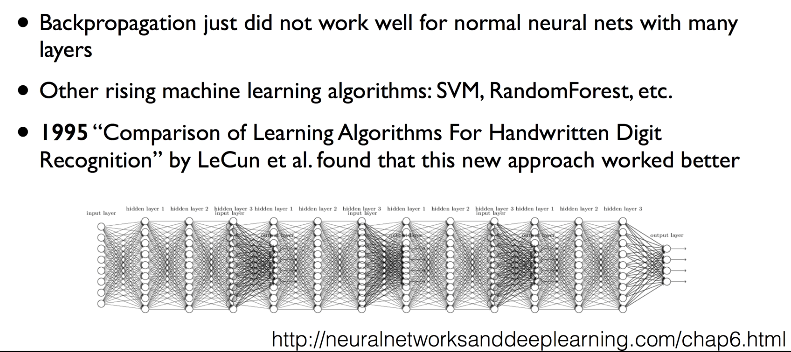 • Backpropagation just did not work well for normal neural nets with many
layers
• Other rising machine learning algorithms: SVM, RandomForest, etc.
• 1995 “Comparison of Learning Algorithms For Handwritten Digit
Recognition” by LeCun et al. found that this new approach worked better
hidden layer 1 hidden layer 2 hidden layer 3 hidden layer 1 hidden layer 2 hidden layer 3 hidden layer 1 hidden layer 2 hidden layer 3 hidden layer 1 hidden layer 2 hidden layer 3
input layer input layer input layer input layer
output layer
http://neuralnetworksanddeeplearning.com/chap6.html